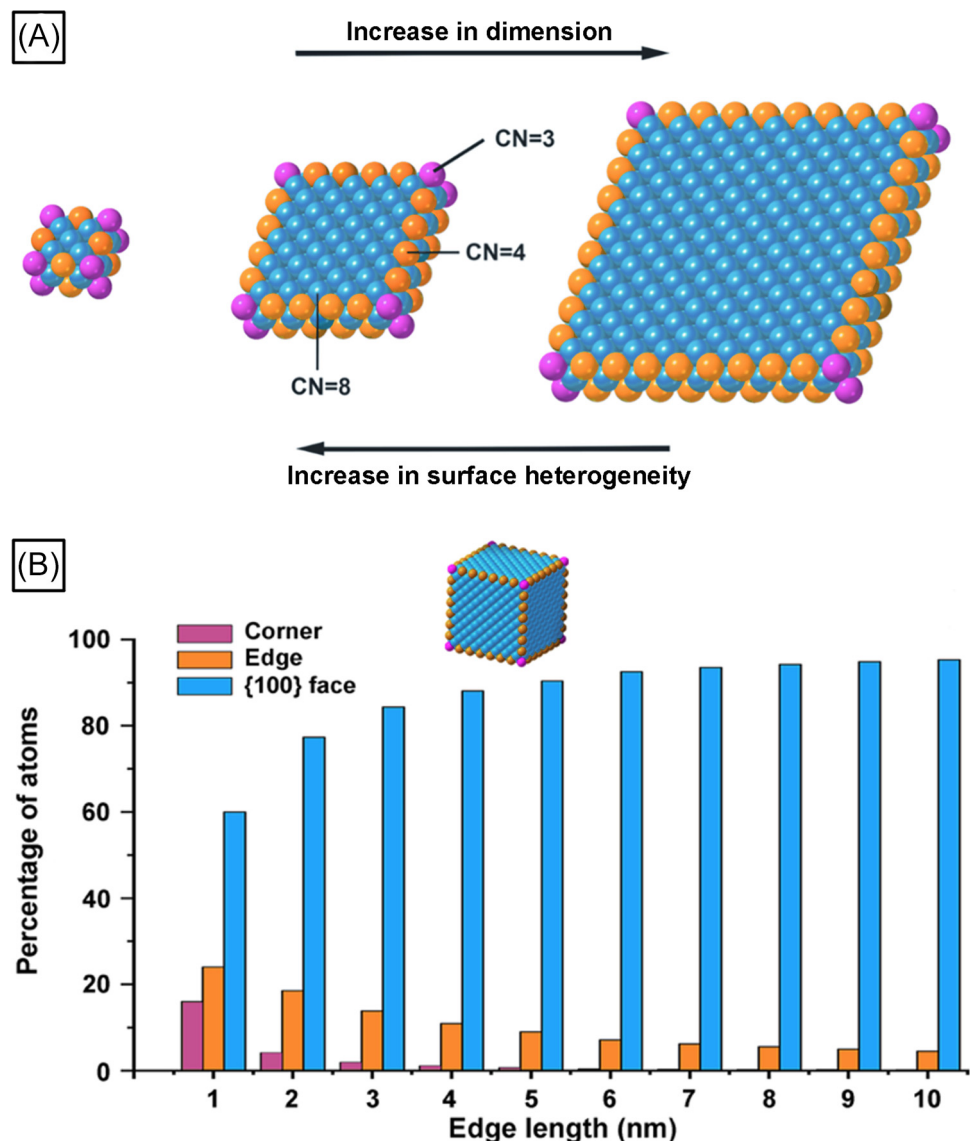 (A)
Increase in dimension
CN=3
CN=4
CN=8
Increase in surface heterogeneity
(B)
Corner
Edge
{100} face
Percentage of atoms
100
80
60
40
20
0
1 2 3 4 5 6 7 8 9 10
Edge length (nm)